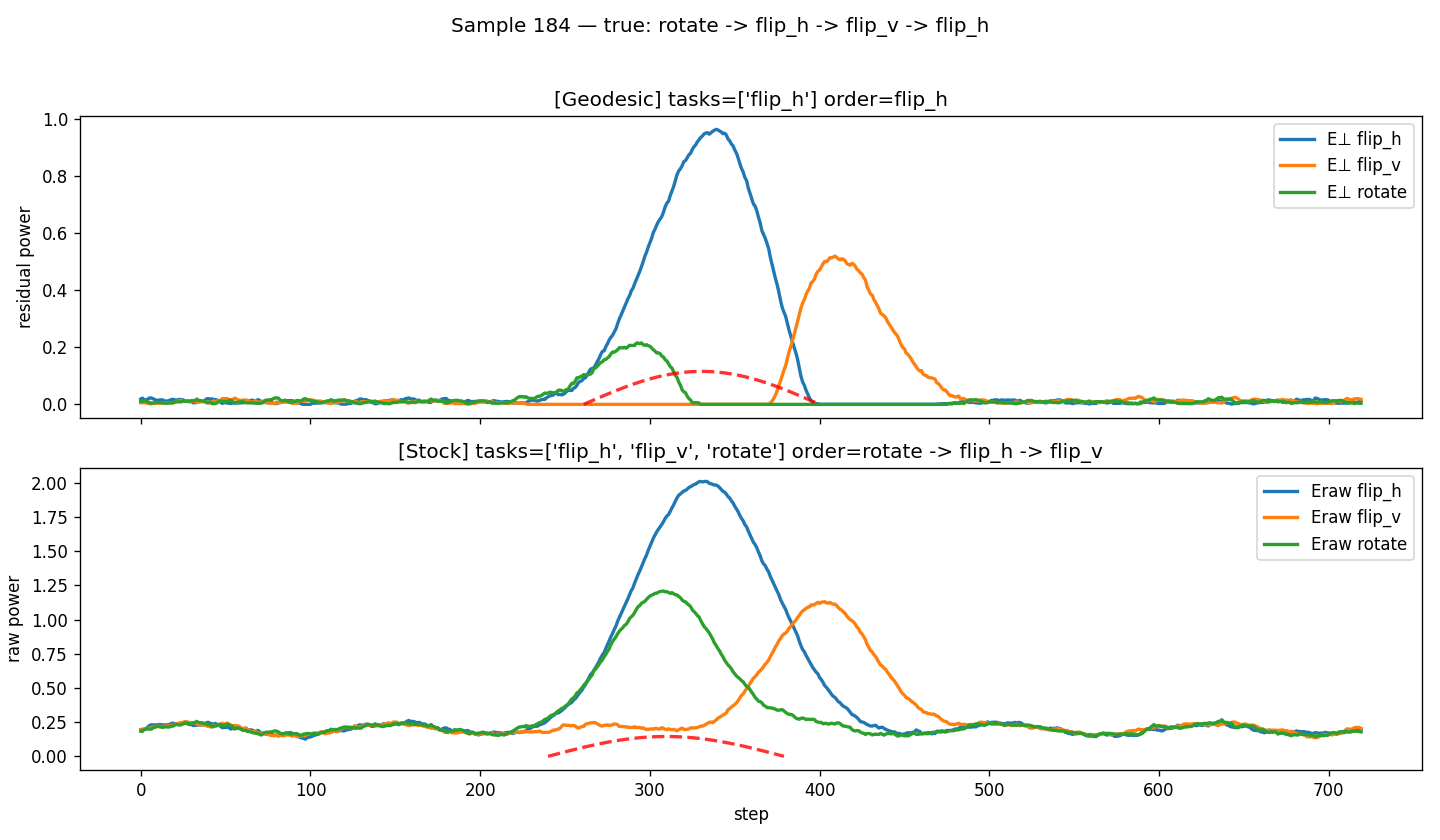 Sample 184 — true: rotate -> flip_h -> flip_v -> flip_h
[Geodesic] tasks=['flip_h'] order=flip_h
1.0
0.8
0.6
0.4
0.2
0.0
residual power
E⊥ flip_h
E⊥ flip_v
E⊥ rotate
[Stock] tasks=['flip_h', 'flip_v', 'rotate'] order=rotate -> flip_h -> flip_v
2.00
1.75
1.50
1.25
1.00
0.75
0.50
0.25
0.00
raw power
Eraw flip_h
Eraw flip_v
Eraw rotate
0 100 200 300 400 500 600 700
step